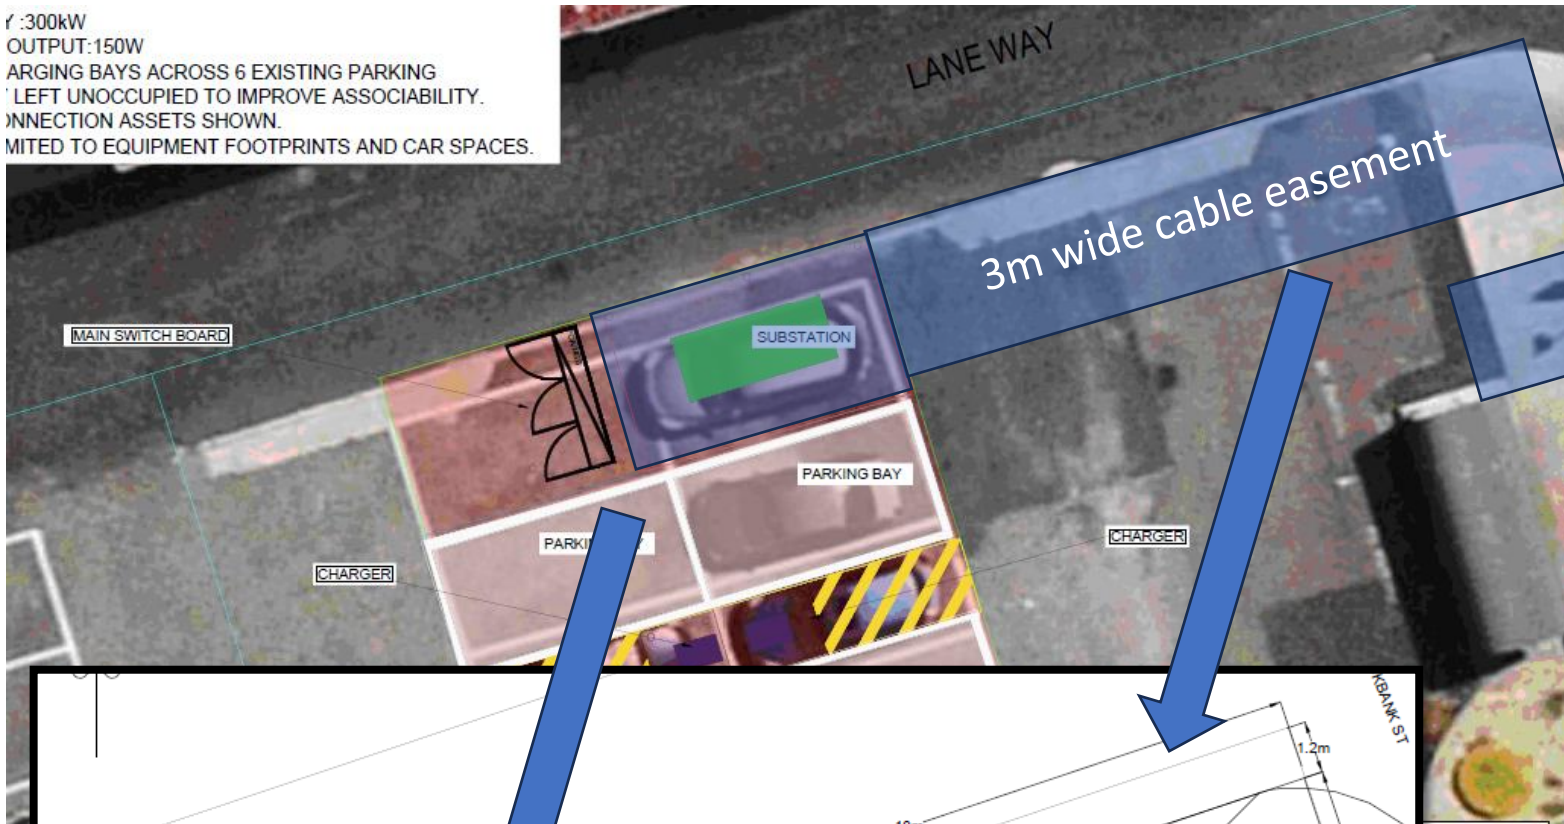 Y :300kW
OUTPUT:150W
ARGING BAYS ACROSS 6 EXISTING PARKING
LEFT UNOCCUPIED TO IMPROVE ASSOCIABILITY.
ONNECTION ASSETS SHOWN.
MITED TO EQUIPMENT FOOTPRINTS AND CAR SPACES.
LANE WAY
3m wide cable easement
MAIN SWITCH BOARD
SUBSTATION
PARKING BAY
PARKI Y
CHARGER
CHARGER
KBANK ST
1.2m